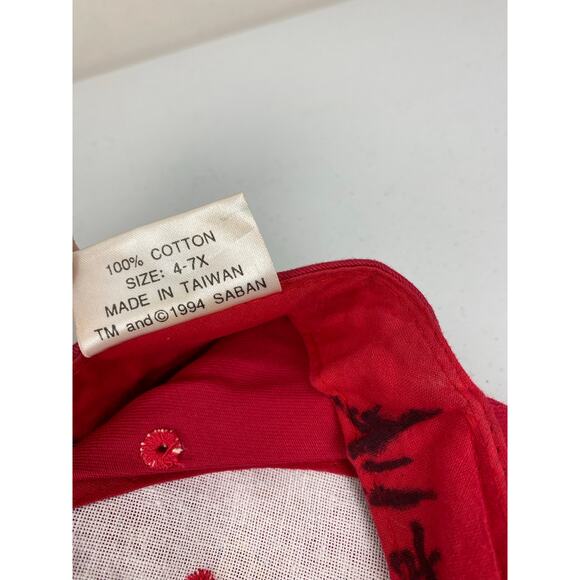 100% COTTON
SIZE: 4-7X
MADE IN TAIWAN
TM and ©1994 SABAN